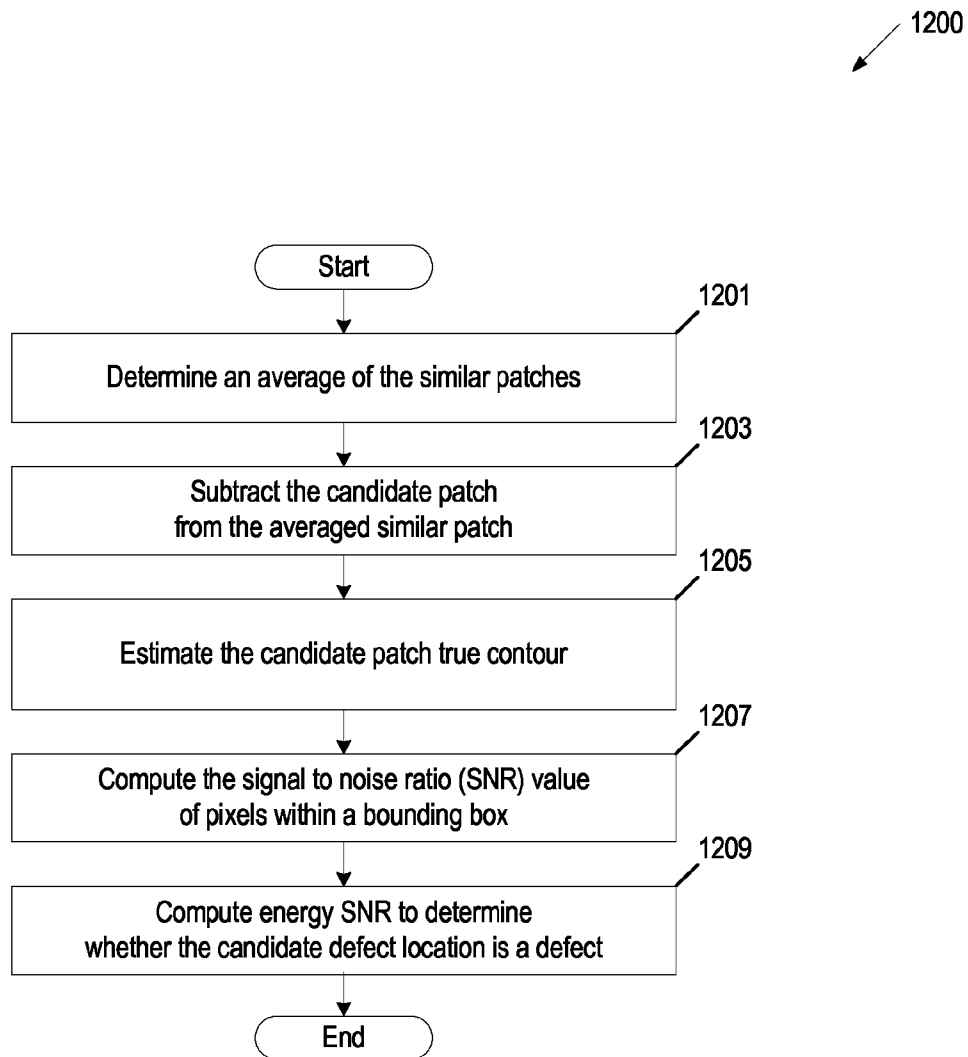 1200
Start
1201
Determine an average of the similar patches
1203
Subtract the candidate patch
from the averaged similar patch
1205
Estimate the candidate patch true contour
1207
Compute the signal to noise ratio (SNR) value
of pixels within a bounding box
1209
Compute energy SNR to determine
whether the candidate defect location is a defect
End